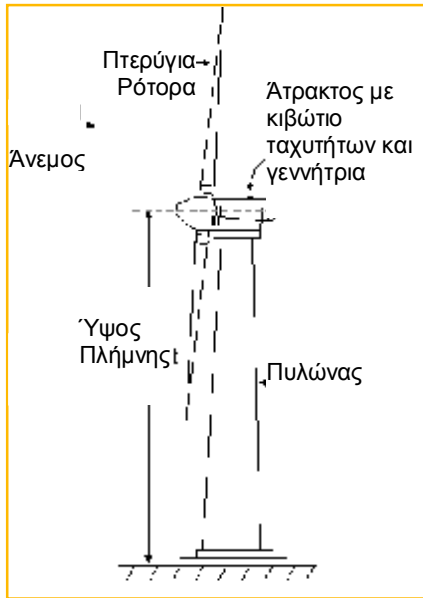 Πτερύγια
Ρότορα
Άτρακτος με
κιβώτιο
ταχυτήτων και
γεννήτρια
Άνεμος
Ύψος
Πλήμνης
Πυλώνας